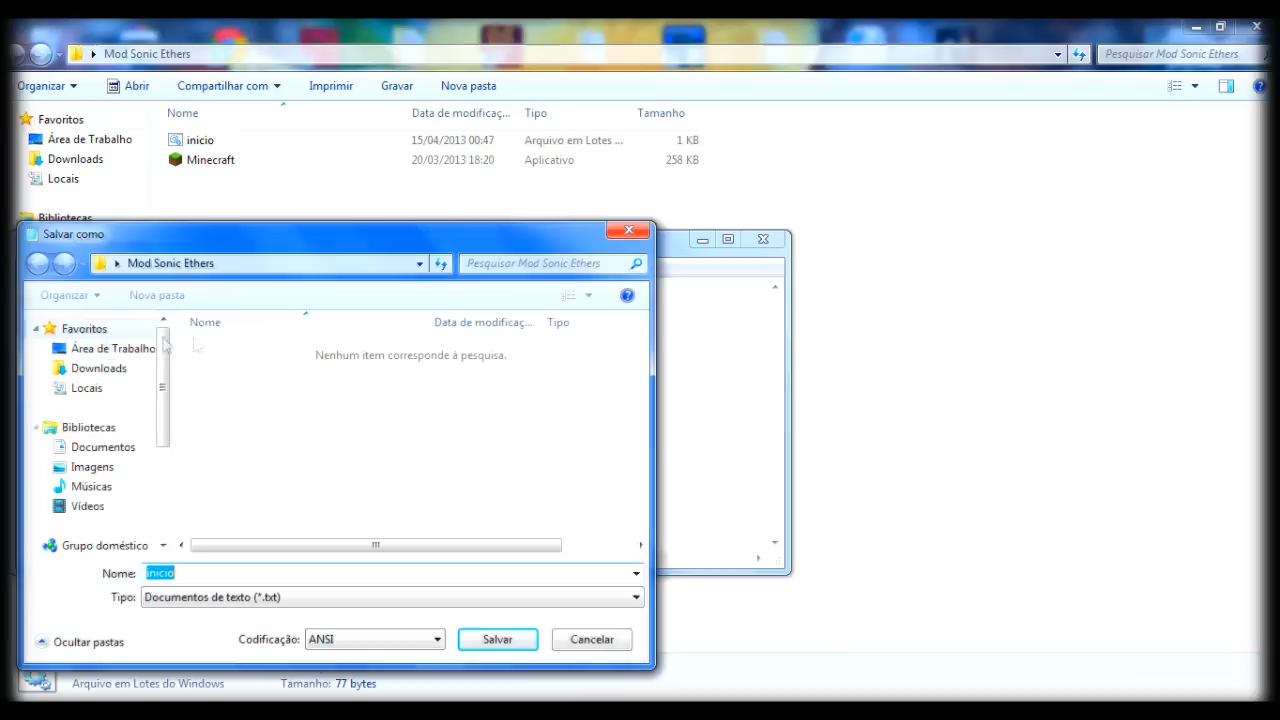 Mod Sonic Ethers
Pesquisar Mod Sonic Ethers
Organizar Abrir Compartilhar com Imprimir Gravar Nova pasta
Favoritos
Área de Trabalho
Downloads
Locais
Bibliotecas
Nome Data de modificaç... Tipo Tamanho
inicio 15/04/2013 00:47 Arquivo em Lotes ... 1 KB
Minecraft 20/03/2013 18:20 Aplicativo 258 KB
Salvar como
Mod Sonic Ethers
Pesquisar Mod Sonic Ethers
Organizar Nova pasta
Favoritos
Área de Trabalho
Downloads
Locais
Bibliotecas
Documentos
Imagens
Músicas
Vídeos
Grupo doméstico
Nome Data de modificaç... Tipo
Nenhum item corresponde à pesquisa.
Nome: inicio
Tipo: Documentos de texto (*.txt)
Ocultar pastas Codificação: ANSI Salvar Cancelar
Arquivo em Lotes do Windows Tamanho: 77 bytes